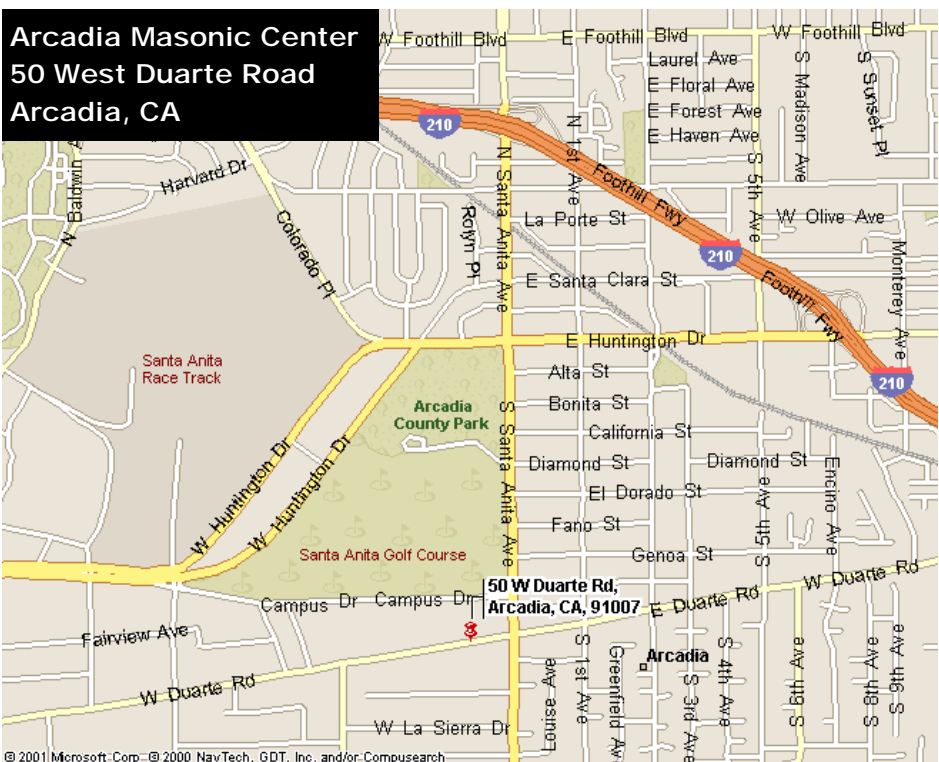 Arcadia Masonic Center
50 West Duarte Road
Arcadia, CA
W Foothill Blvd
E Foothill Blvd
W Foothill Blvd
Laurel Ave
E Floral Ave
E Forest Ave
E Haven Ave
S Madison Ave
S Sunset Pl
210
N 1st Ave
S 5th Ave
N Baldwin A
Harvard Dr
Colorado Pl
Rolyn Pl
N Santa Anita Ave
Foothill Fwy
La Porte St
W Olive Ave
210
Monterey Ave
E Santa Clara St
Foothill Fwy
E Huntington Dr
Santa Anita
Race Track
Alta St
210
Arcadia
County Park
Bonita St
S Santa Anita Ave
California St
Diamond St
Diamond St
Encino Ave
W Huntington Dr
W Huntington Dr
El Dorado St
S 5th Ave
Fano St
Santa Anita Golf Course
Genoa St
50 W Duarte Rd,
Arcadia, CA, 91007
Campus Dr
Campus Dr
E Duarte Rd
W Duarte Rd
Fairview Ave
Arcadia
W Duarte Rd
Louise Ave
S 1st Ave
Greenfield Av
S 3rd Ave
S 4th Ave
S 6th Ave
S 8th Ave
S 9th Ave
W La Sierra Dr
© 2001 Microsoft Corp © 2000 NavTech, GDT, Inc. and/or Compusearch